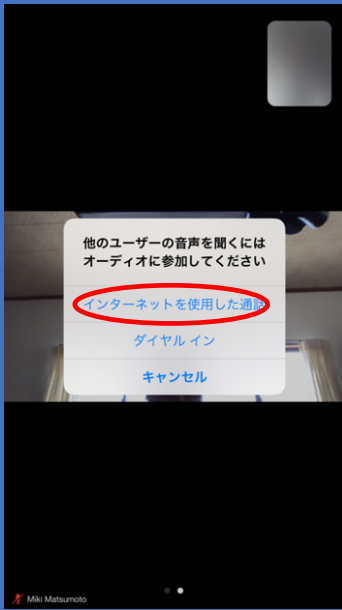 他のユーザーの音声を聞くには
オーディオに参加してください
インターネットを使用した通話
ダイヤル イン
キャンセル
Miki Matsumoto